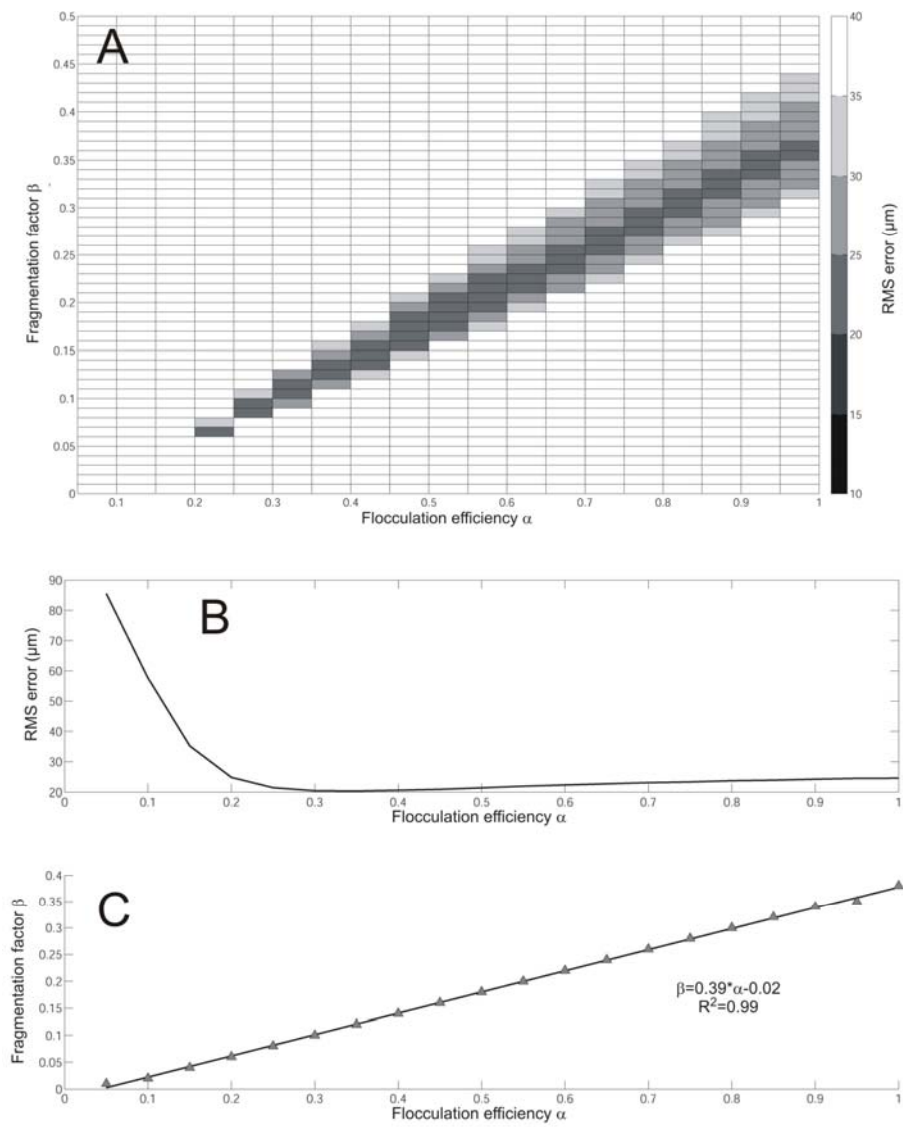 A
0.5
0.45
0.4
0.35
0.3
0.25
0.2
0.15
0.1
0.05
0
Fragmentation factor β
0.1 0.2 0.3 0.4 0.5 0.6 0.7 0.8 0.9 1
Flocculation efficiency α
40
35
30
25
20
15
10
RMS error (µm)
B
90
80
70
60
50
40
30
20
RMS error (µm)
0 0.1 0.2 0.3 0.4 0.5 0.6 0.7 0.8 0.9 1
Flocculation efficiency α
C
0.4
0.35
0.3
0.25
0.2
0.15
0.1
0.05
0
Fragmentation factor β
β=0.39*α-0.02
R²=0.99
0 0.1 0.2 0.3 0.4 0.5 0.6 0.7 0.8 0.9 1
Flocculation efficiency α